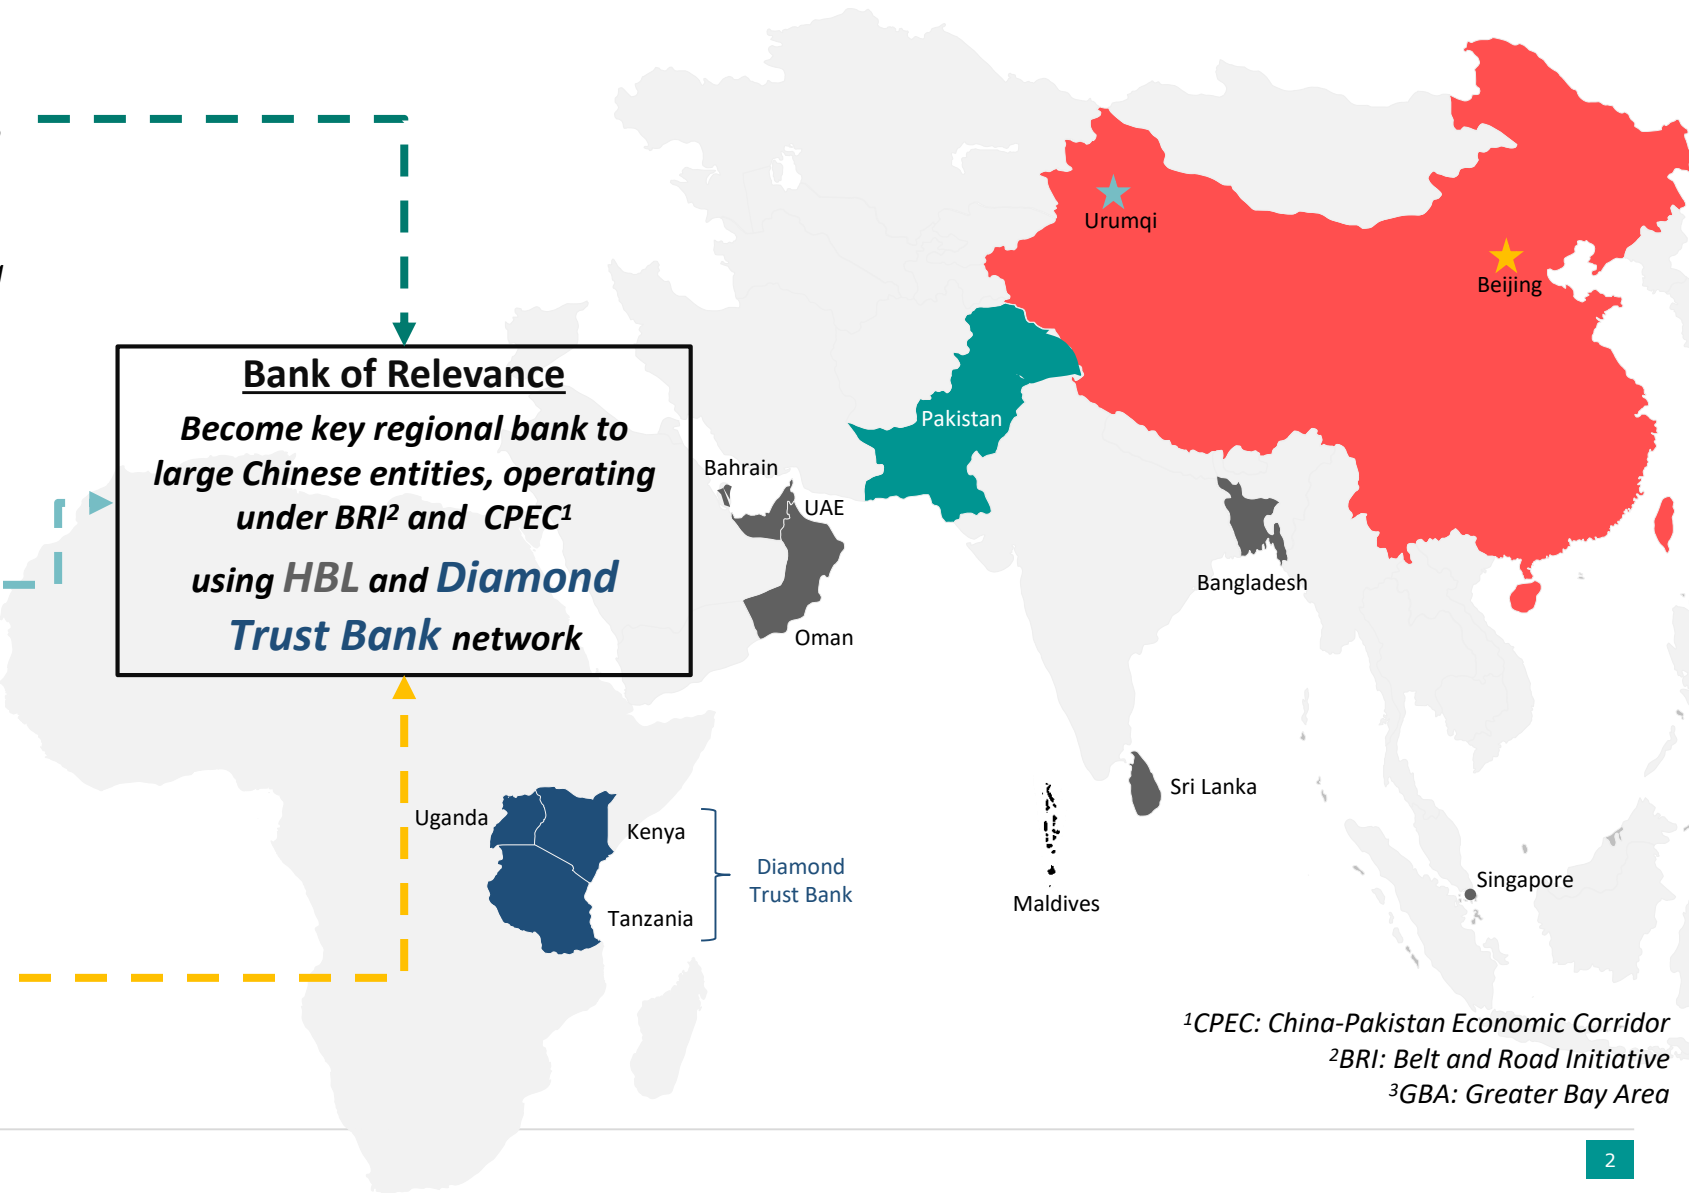 Bank of Relevance
Become key regional bank to
large Chinese entities, operating
under BRI² and CPEC¹
using HBL and Diamond
Trust Bank network
Urumqi
Beijing
Pakistan
Bahrain
UAE
Oman
Bangladesh
Sri Lanka
Maldives
Singapore
Uganda
Kenya
Tanzania
Diamond
Trust Bank
¹CPEC: China-Pakistan Economic Corridor
²BRI: Belt and Road Initiative
³GBA: Greater Bay Area
2